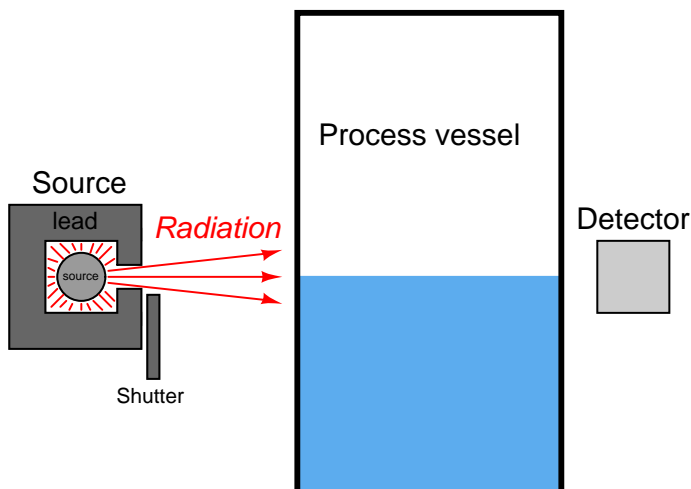 Process vessel
Source
lead
Radiation
Detector
source
Shutter